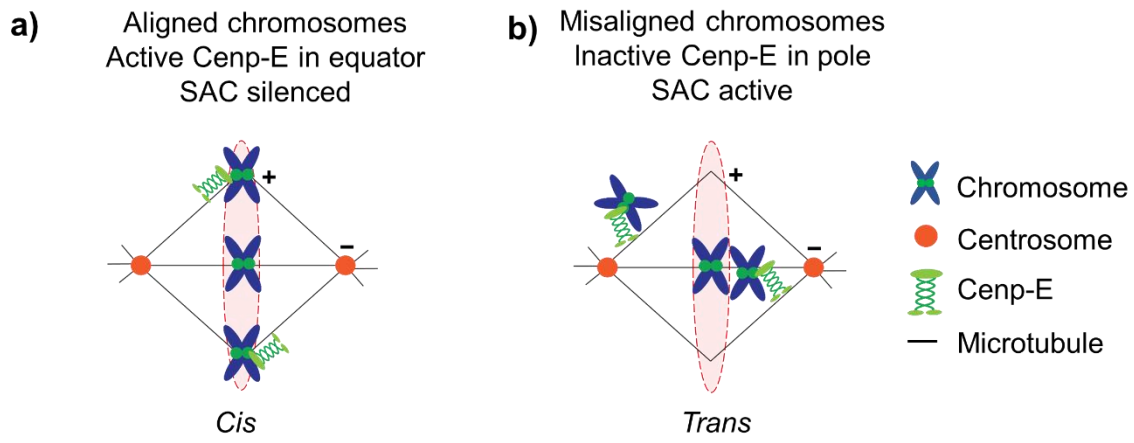 a)
Aligned chromosomes
Active Cenp-E in equator
SAC silenced
+
−
Cis
b)
Misaligned chromosomes
Inactive Cenp-E in pole
SAC active
+
−
Trans
Chromosome
Centrosome
Cenp-E
Microtubule